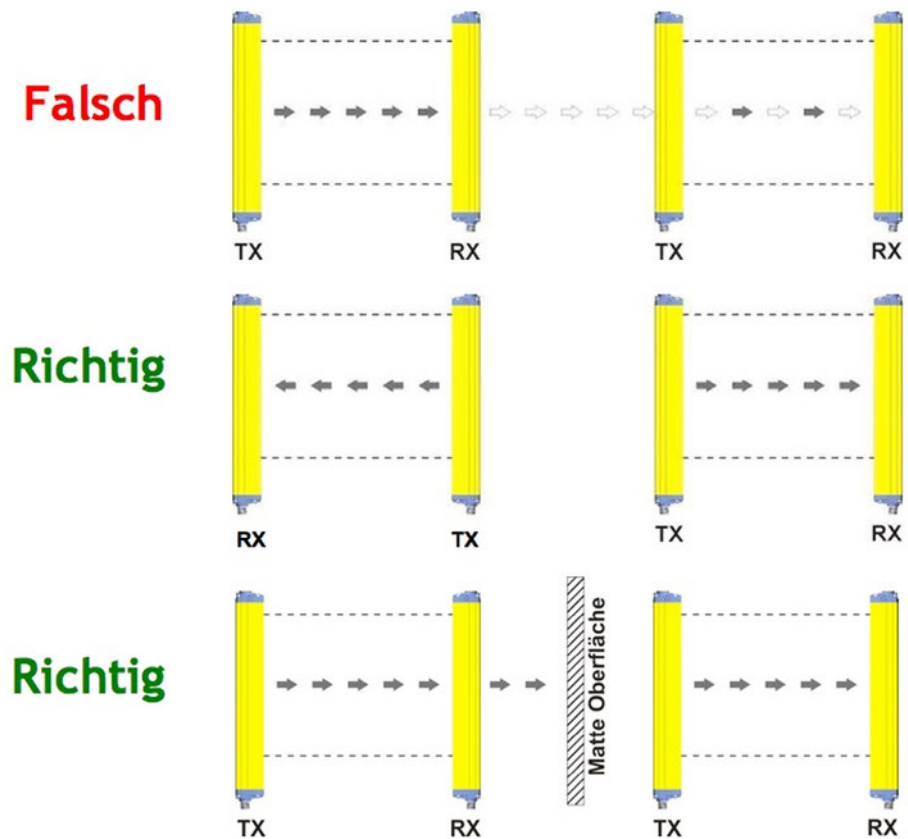 Falsch
TX RX TX RX
Richtig
RX TX TX RX
Richtig
Matte Oberfläche
TX RX TX RX